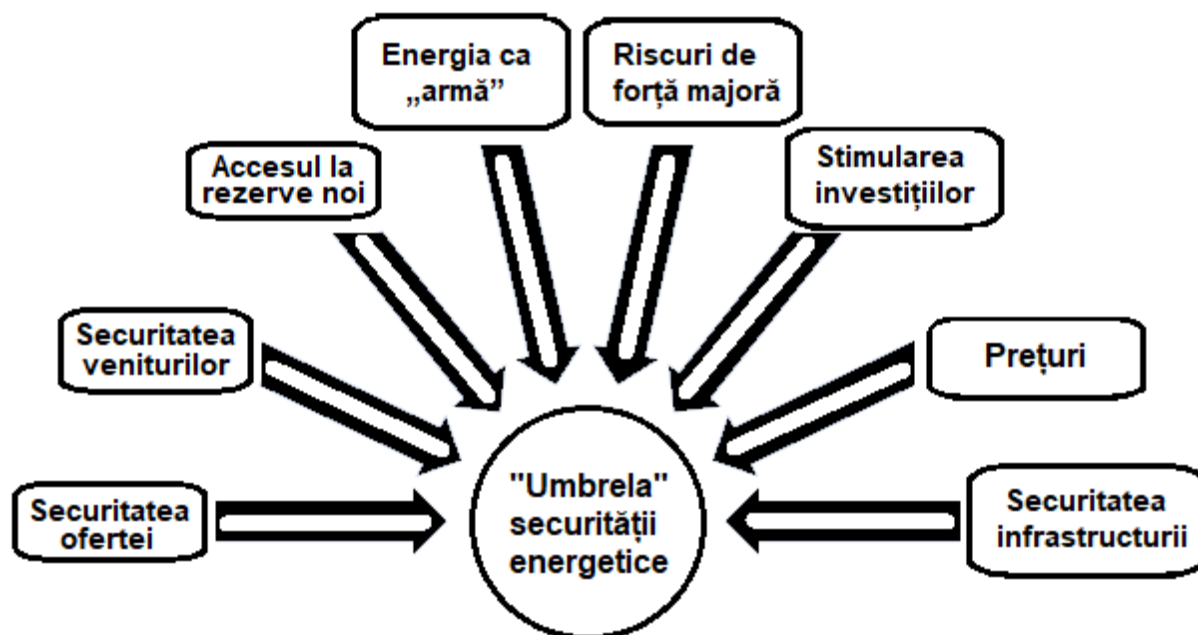 Energia ca
„armă”
Riscuri de
forță majoră
Accesul la
rezerve noi
Stimularea
investițiilor
Securitatea
veniturilor
Prețuri
Securitatea
ofertei
"Umbrela"
securității
energetice
Securitatea
infrastructurii